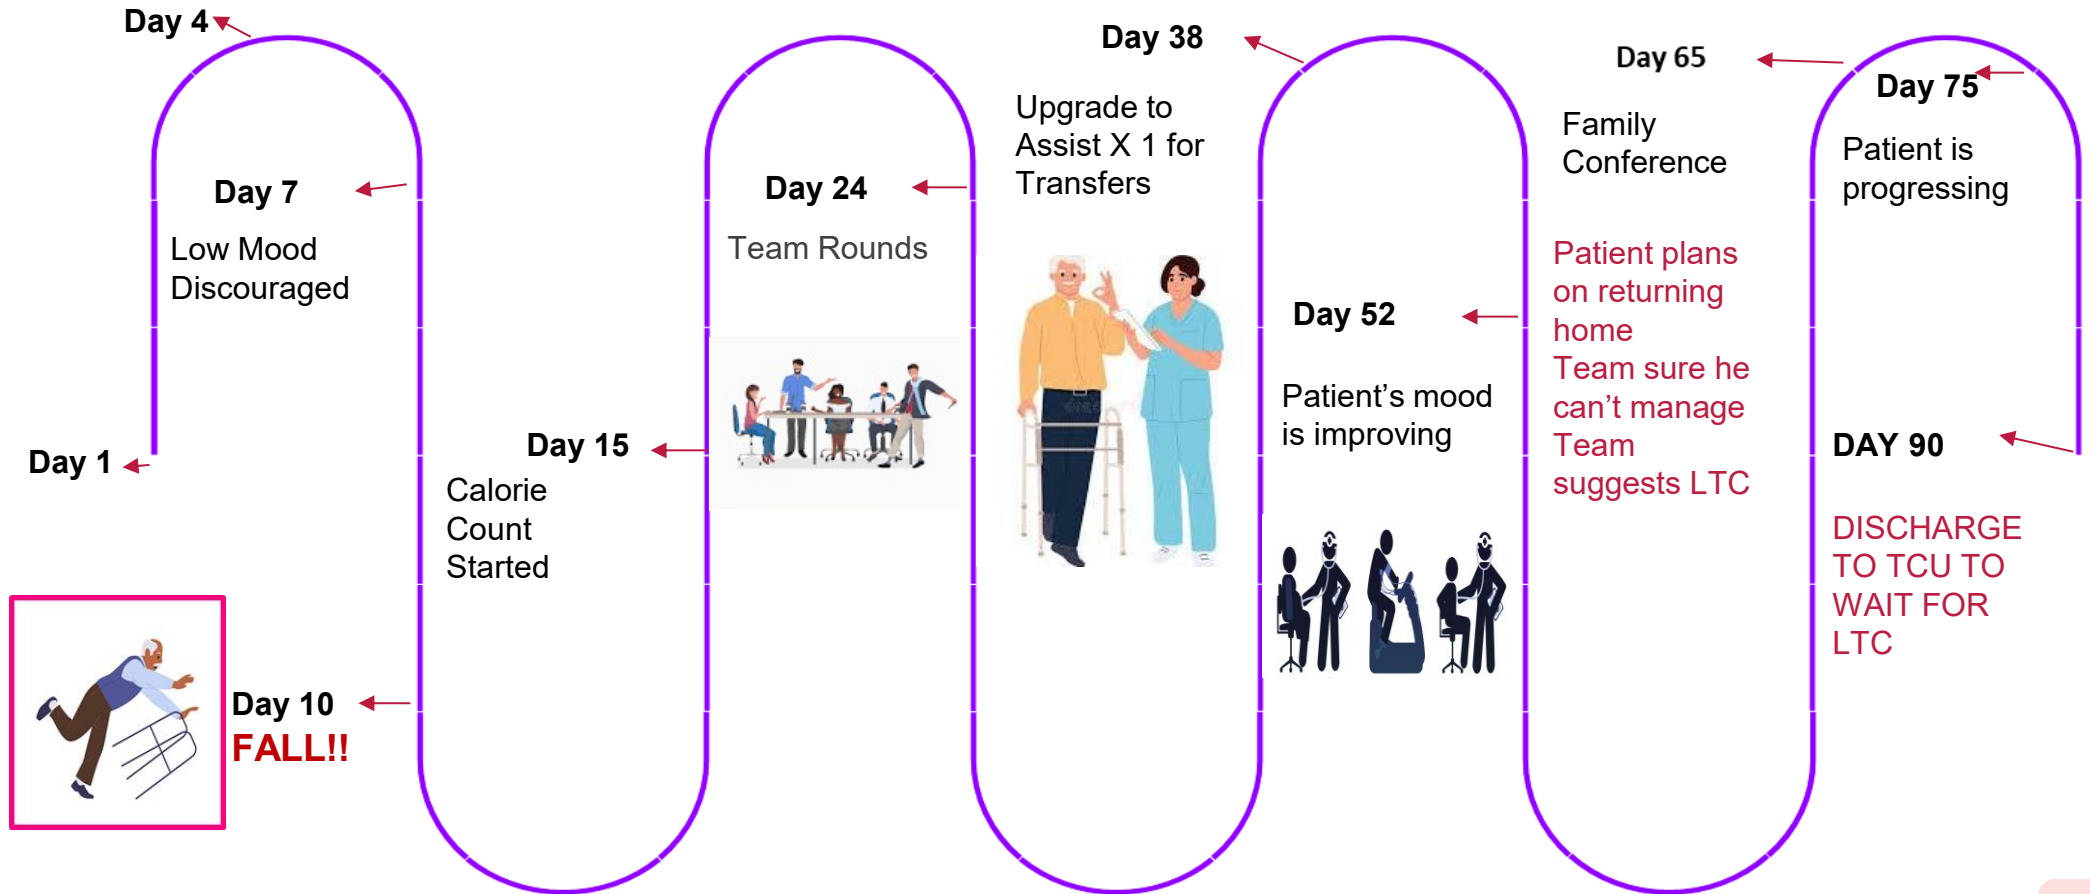 Day 1
Day 4
Day 7
Low Mood
Discouraged
Day 10
FALL!!
Day 15
Calorie
Count
Started
Day 24
Team Rounds
Day 38
Upgrade to
Assist X 1 for
Transfers
Day 52
Patient’s mood
is improving
Day 65
Family
Conference
Patient plans
on returning
home
Team sure he
can’t manage
Team
suggests LTC
Day 75
Patient is
progressing
DAY 90
DISCHARGE
TO TCU TO
WAIT FOR
LTC